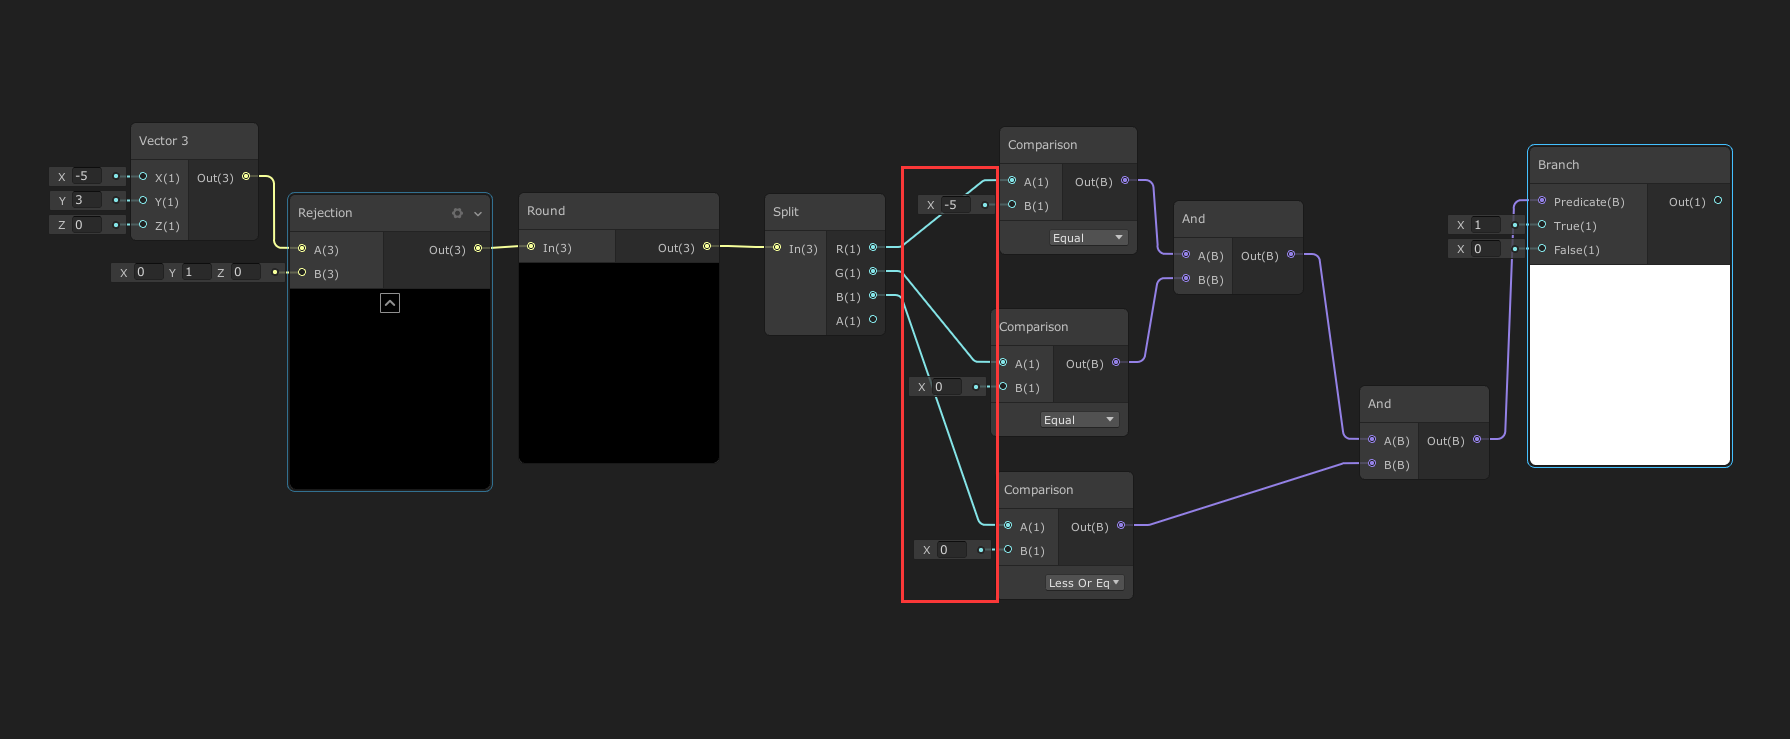 Vector 3
X -5 X(1) Out(3)
Y 3 Y(1)
Z 0 Z(1)
Rejection
A(3) Out(3)
X 0 Y 1 Z 0 B(3)
Round
In(3) Out(3)
Split
In(3) R(1)
G(1)
B(1)
A(1)
Comparison
A(1) Out(B)
X -5 B(1)
Equal
Comparison
A(1) Out(B)
X 0 B(1)
Equal
Comparison
A(1) Out(B)
X 0 B(1)
Less Or Eq
And
A(B) Out(B)
B(B)
And
A(B) Out(B)
B(B)
Branch
Predicate(B) Out(1)
X 1 True(1)
X 0 False(1)